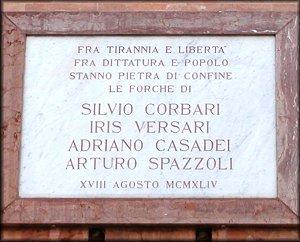 FRA TIRANNIA E LIBERTA'
FRA DITTATURA E POPOLO
STANNO PIETRA DI CONFINE
LE FORCHE DI
SILVIO CORBARI
IRIS VERSARI
ADRIANO CASADEI
ARTURO SPAZZOLI
XVIII AGOSTO MCMXLIV